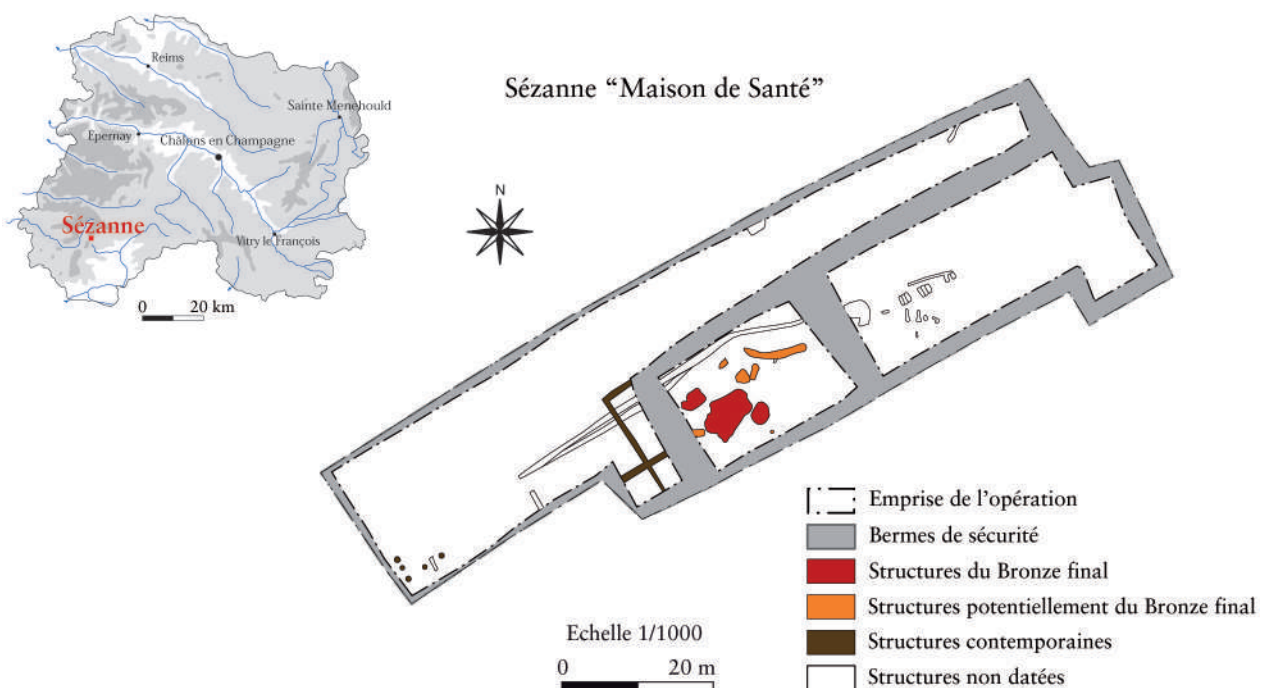 Reims
Sainte Menehould
Epernay
Châlons en Champagne
Sézanne
Vitry le François
0 20 km
Sézanne “Maison de Santé”
N
Emprise de l’opération
Bermes de sécurité
Structures du Bronze final
Structures potentiellement du Bronze final
Structures contemporaines
Structures non datées
Echelle 1/1000
0 20 m